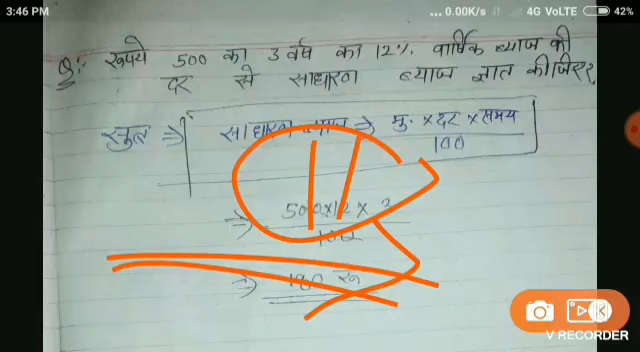 3:46 PM ...0.00K/s 4G VoLTE 42%
Q: रूपये 500 का 3 वर्ष का 12% वार्षिक ब्याज की
दर से साधारण ब्याज ज्ञात कीजिए
सुत्र ⇒ साधारण ब्याज ⇒ मु. × दर × समय
100
⇒ 500×12×
100
⇒ 180 रू
V RECORDER